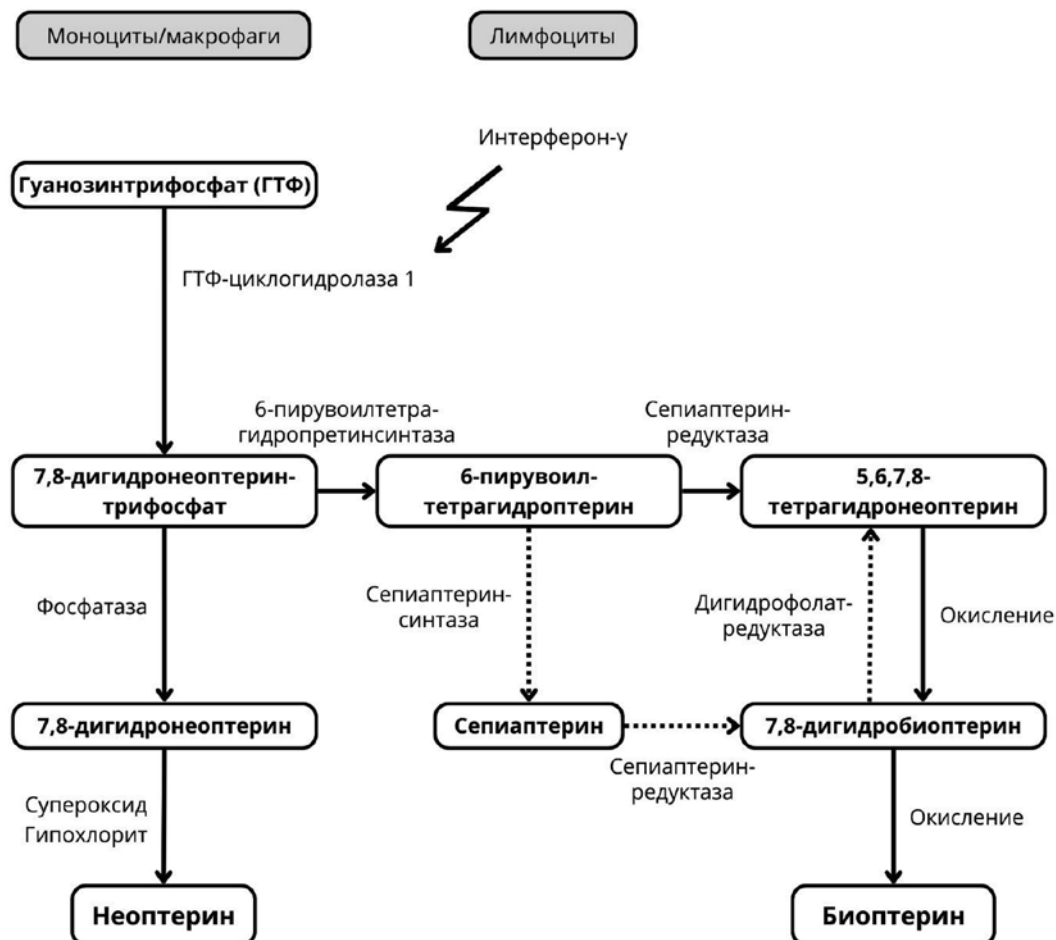 Моноциты/макрофаги
Лимфоциты
Интерферон-γ
Гуанозинтрифосфат (ГТФ)
ГТФ-циклогидролаза 1
6-пирувоилтетра-
гидропретинсинтаза
Сепиаптерин-
редуктаза
7,8-дигидронеоптерин-
трифосфат
6-пирувоил-
тетрагидроптерин
5,6,7,8-
тетрагидронеоптерин
Фосфатаза
Сепиаптерин-
синтаза
Дигидрофолат-
редуктаза
Окисление
7,8-дигидронеоптерин
Сепиаптерин
7,8-дигидробиоптерин
Сепиаптерин-
редуктаза
Супероксид
Гипохлорит
Окисление
Неоптерин
Биоптерин